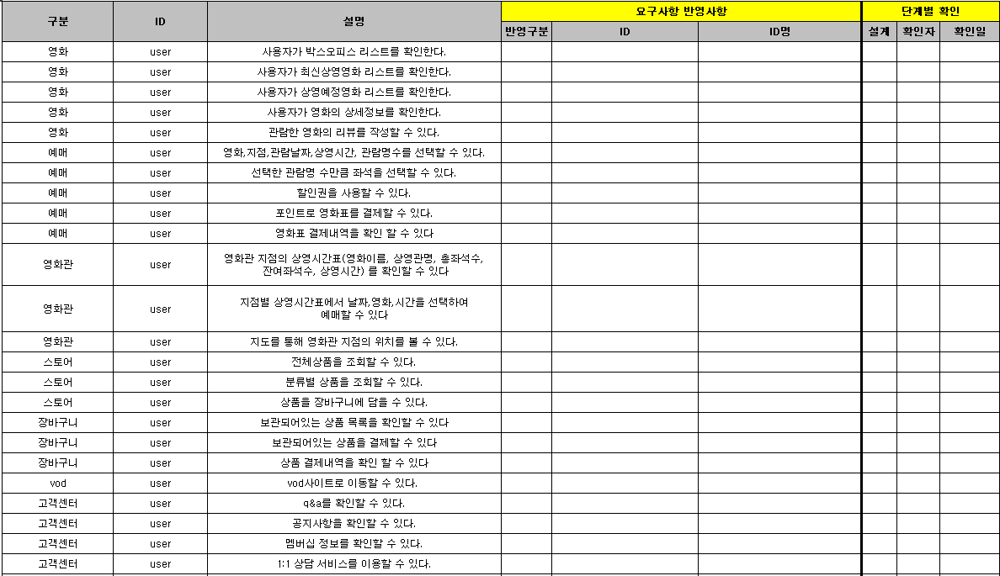 구분 ID 설명 요구사항 반영사항 단계별 확인
반영구분 ID ID명 설계 확인자 확인일
영화 user 사용자가 박스오피스 리스트를 확인한다.
영화 user 사용자가 최신상영영화 리스트를 확인한다.
영화 user 사용자가 상영예정영화 리스트를 확인한다.
영화 user 사용자가 영화의 상세정보를 확인한다.
영화 user 관람한 영화의 리뷰를 작성할 수 있다.
예매 user 영화,지점,관람날짜,상영시간, 관람명수를 선택할 수 있다.
예매 user 선택한 관람명 수만큼 좌석을 선택할 수 있다.
예매 user 할인권을 사용할 수 있다.
예매 user 포인트로 영화표를 결제할 수 있다.
예매 user 영화표 결제내역을 확인 할 수 있다
영화관 user 영화관 지점의 상영시간표(영화이름, 상영관명, 총좌석수,
잔여좌석수, 상영시간) 를 확인할 수 있다
영화관 user 지점별 상영시간표에서 날짜,영화,시간을 선택하여
예매할 수 있다
영화관 user 지도를 통해 영화관 지점의 위치를 볼 수 있다.
스토어 user 전체상품을 조회할 수 있다.
스토어 user 분류별 상품을 조회할 수 있다.
스토어 user 상품을 장바구니에 담을 수 있다.
장바구니 user 보관되어있는 상품 목록을 확인할 수 있다
장바구니 user 보관되어있는 상품을 결제할 수 있다
장바구니 user 상품 결제내역을 확인 할 수 있다
vod user vod사이트로 이동할 수 있다.
고객센터 user q&a를 확인할 수 있다.
고객센터 user 공지사항을 확인할 수 있다.
고객센터 user 멤버십 정보를 확인할 수 있다.
고객센터 user 1:1 상담 서비스를 이용할 수 있다.